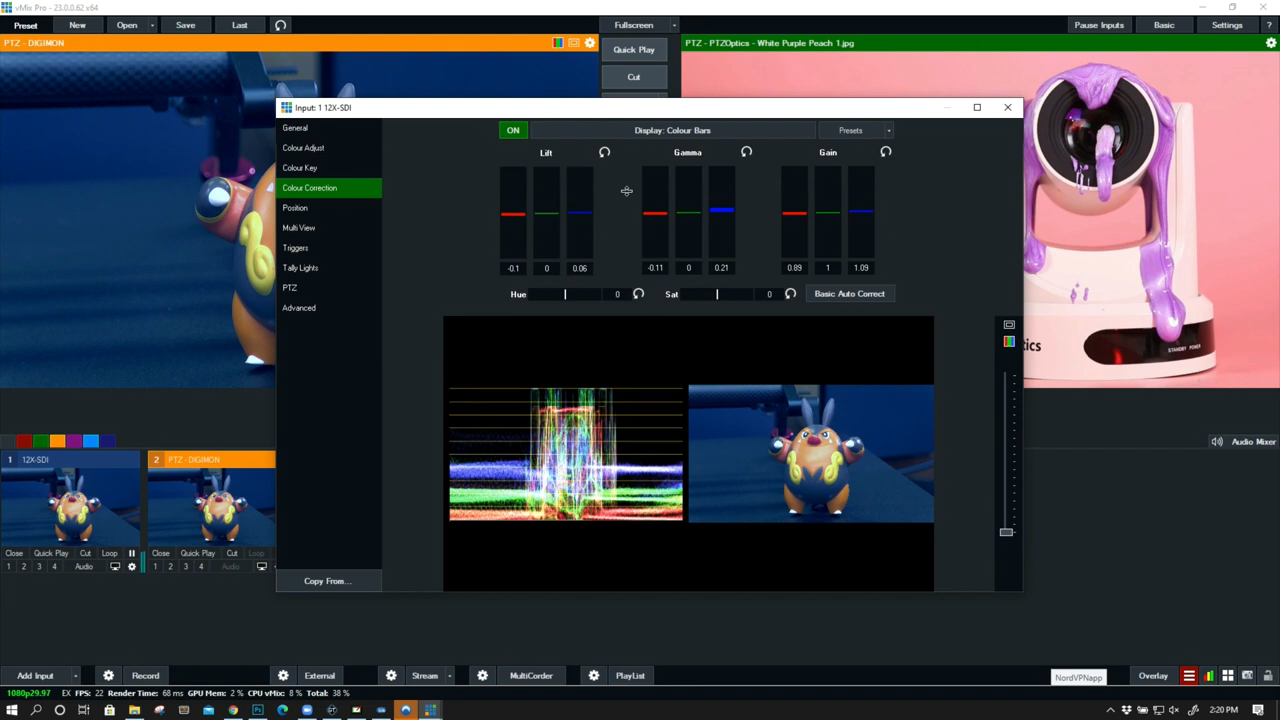 vMix Pro - 23.0.0.62 x64
Preset New Open Save Last Fullscreen Pause Inputs Basic Settings ?
PTZ - DIGIMON
Quick Play
Cut
PTZ - PTZOptics - White Purple Peach 1.jpg
Input: 1 12X-SDI
General
Colour Adjust
Colour Key
Colour Correction
Position
Multi View
Triggers
Tally Lights
PTZ
Advanced
Copy From...
ON Display: Colour Bars Presets
Lift Gamma Gain
-0.1 0 0.06 -0.11 0 0.21 0.89 1 1.09
Hue 0 Sat 0 Basic Auto Correct
tics
STANDBY POWER
Audio Mixer
1 12X-SDI
2 PTZ - DIGIMON
Close Quick Play Cut Loop Close Quick Play Cut Loop
1 2 3 4 Audio 1 2 3 4 Audio
Add Input Record External Stream MultiCorder PlayList NordVPNapp Overlay
1080p29.97 EX FPS: 22 Render Time: 68 ms GPU Mem: 2 % CPU vMix: 8 % Total: 38 %
2:20 PM